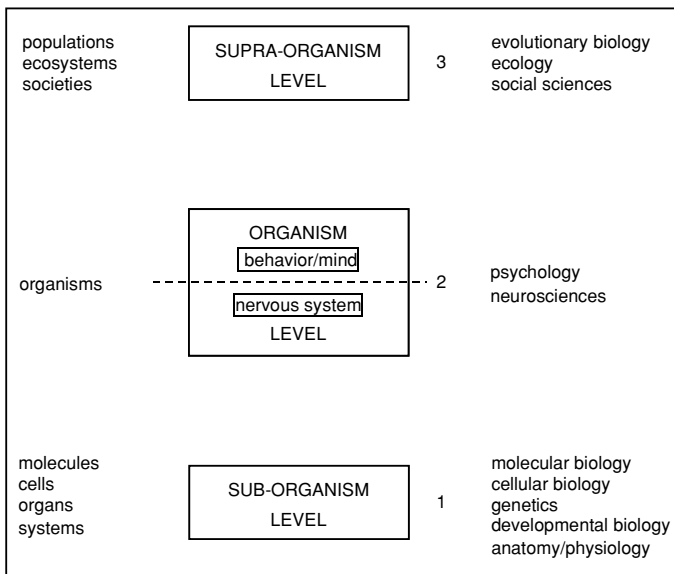 populations
ecosystems
societies
SUPRA-ORGANISM
LEVEL
3
evolutionary biology
ecology
social sciences
organisms
ORGANISM
behavior/mind
nervous system
LEVEL
2
psychology
neurosciences
molecules
cells
organs
systems
SUB-ORGANISM
LEVEL
1
molecular biology
cellular biology
genetics
developmental biology
anatomy/physiology